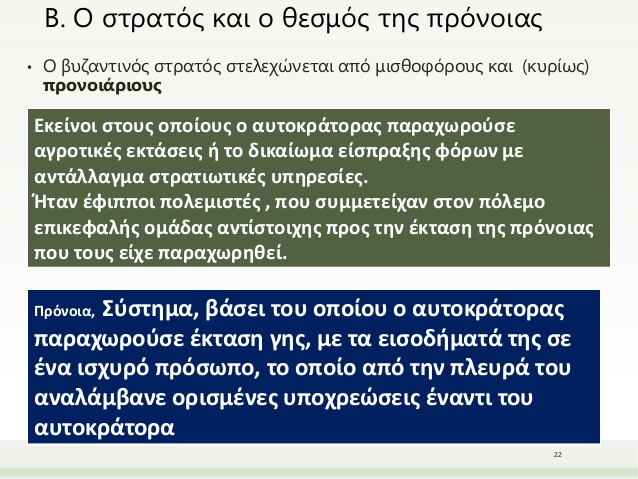 Β. Ο στρατός και ο θεσμός της πρόνοιας
• Ο βυζαντινός στρατός στελεχώνεται από μισθοφόρους και (κυρίως)
προνοιάριους
Εκείνοι στους οποίους ο αυτοκράτορας παραχωρούσε
αγροτικές εκτάσεις ή το δικαίωμα είσπραξης φόρων με
αντάλλαγμα στρατιωτικές υπηρεσίες.
Ήταν έφιπποι πολεμιστές , που συμμετείχαν στον πόλεμο
επικεφαλής ομάδας αντίστοιχης προς την έκταση της πρόνοιας
που τους είχε παραχωρηθεί.
Πρόνοια, Σύστημα, βάσει του οποίου ο αυτοκράτορας
παραχωρούσε έκταση γης, με τα εισοδήματά της σε
ένα ισχυρό πρόσωπο, το οποίο από την πλευρά του
αναλάμβανε ορισμένες υποχρεώσεις έναντι του
αυτοκράτορα
22